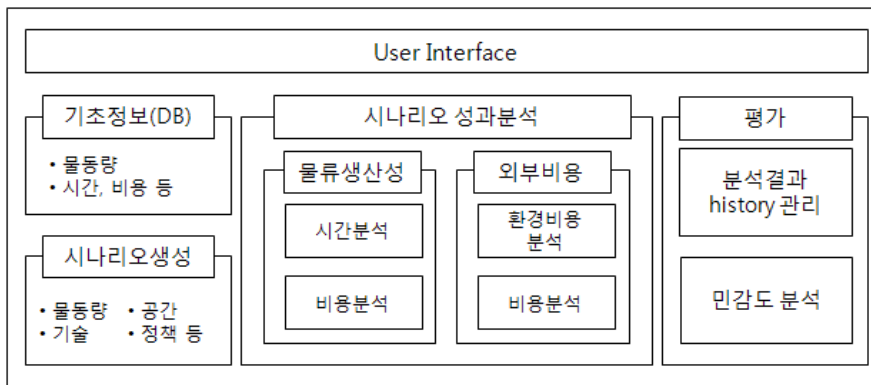 User Interface
기초정보(DB)
• 물동량
• 시간, 비용 등
시나리오생성
• 물동량 • 공간
• 기술 • 정책 등
시나리오 성과분석
물류생산성
시간분석
비용분석
외부비용
환경비용
분석
비용분석
평가
분석결과
history 관리
민감도 분석